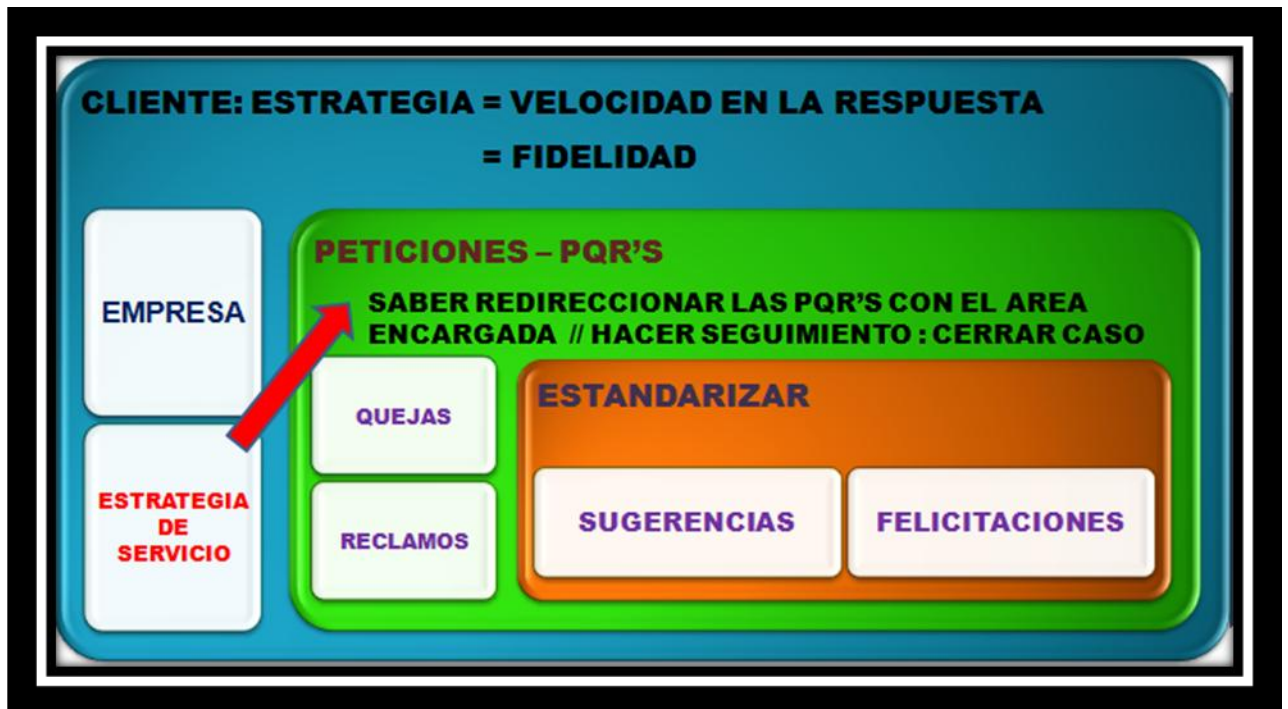 CLIENTE: ESTRATEGIA = VELOCIDAD EN LA RESPUESTA
= FIDELIDAD
EMPRESA
ESTRATEGIA
DE
SERVICIO
PETICIONES – PQR'S
SABER REDIRECCIONAR LAS PQR'S CON EL AREA
ENCARGADA // HACER SEGUIMIENTO : CERRAR CASO
QUEJAS
RECLAMOS
ESTANDARIZAR
SUGERENCIAS
FELICITACIONES